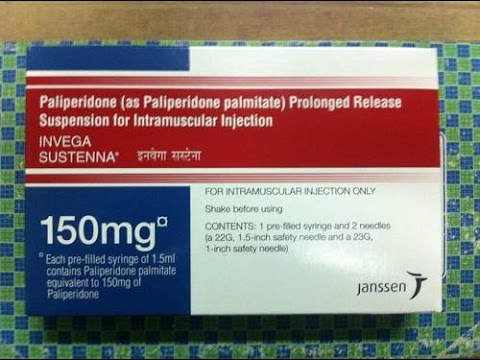 Paliperidone (as Paliperidone palmitate) Prolonged Release
Suspension for Intramuscular Injection
INVEGA
SUSTENNA* इनवेगा सस्टेना
FOR INTRAMUSCULAR INJECTION ONLY
Shake before using
CONTENTS: 1 pre-filled syringe and 2 needles
(a 22G, 1.5-inch safety needle and a 23G,
1-inch safety needle)
150mg¤
¤Each pre-filled syringe of 1.5ml
contains Paliperidone palmitate
equivalent to 150mg of
Paliperidone
janssen